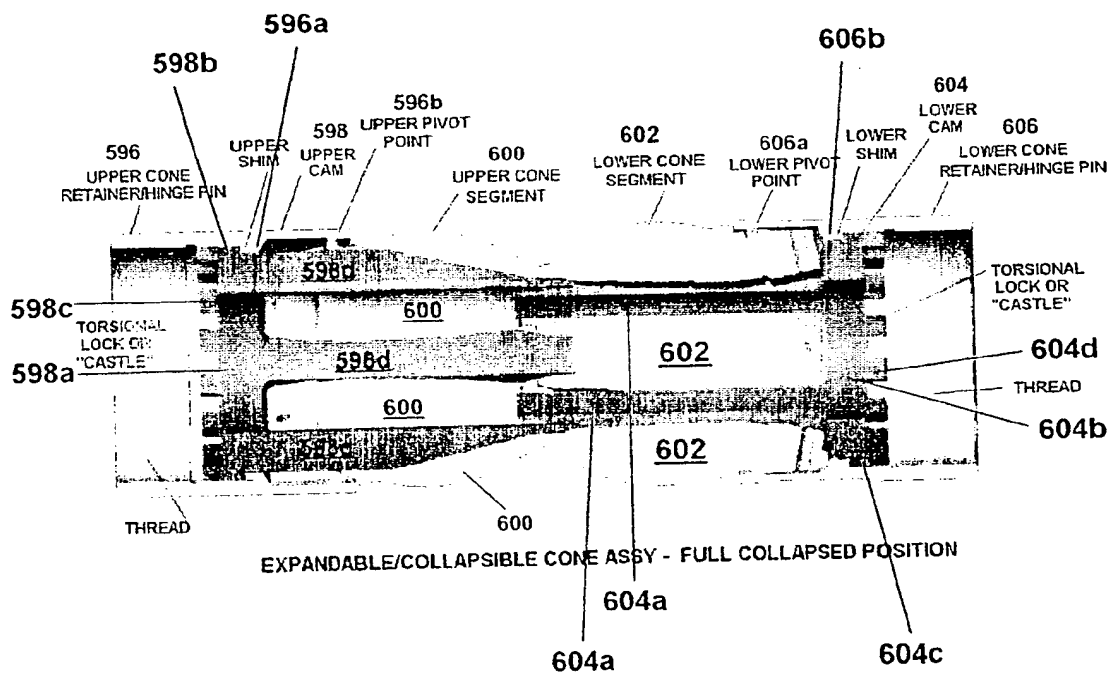 596a
598b
606b
596
UPPER CONE
RETAINER/HINGE PIN
UPPER
SHIM
598
UPPER
CAM
596b
UPPER PIVOT
POINT
600
UPPER CONE
SEGMENT
602
LOWER CONE
SEGMENT
606a
LOWER PIVOT
POINT
LOWER
SHIM
604
LOWER
CAM
606
LOWER CONE
RETAINER/HINGE PIN
598d
598c
600
TORSIONAL
LOCK OR
"CASTLE"
TORSIONAL
LOCK OR
"CASTLE"
598a
598d
602
604d
THREAD
600
604b
598d
602
THREAD
600
EXPANDABLE/COLLAPSIBLE CONE ASSY - FULL COLLAPSED POSITION
604a
604a
604c